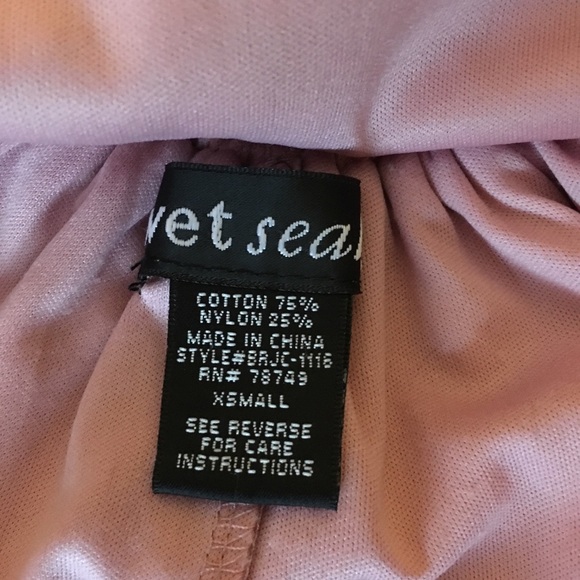 wet seal
COTTON 75%
NYLON 25%
MADE IN CHINA
STYLE#BRJC-1116
RN# 78749
XSMALL
SEE REVERSE
FOR CARE
INSTRUCTIONS